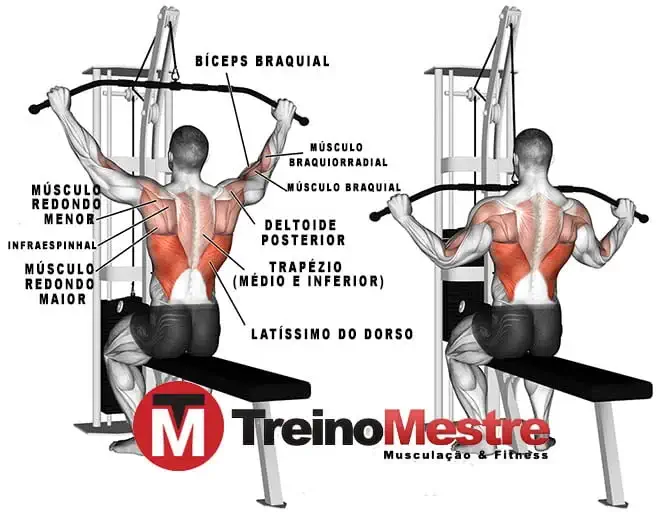 BÍCEPS BRAQUIAL
MÚSCULO
BRAQUIORRADIAL
MÚSCULO BRAQUIAL
MÚSCULO
REDONDO
MENOR
DELTOIDE
POSTERIOR
INFRAESPINHAL
MÚSCULO
REDONDO
MAIOR
TRAPÉZIO
(MÉDIO E INFERIOR)
LATÍSSIMO DO DORSO
TM
TreinoMestre
Musculação & Fitness